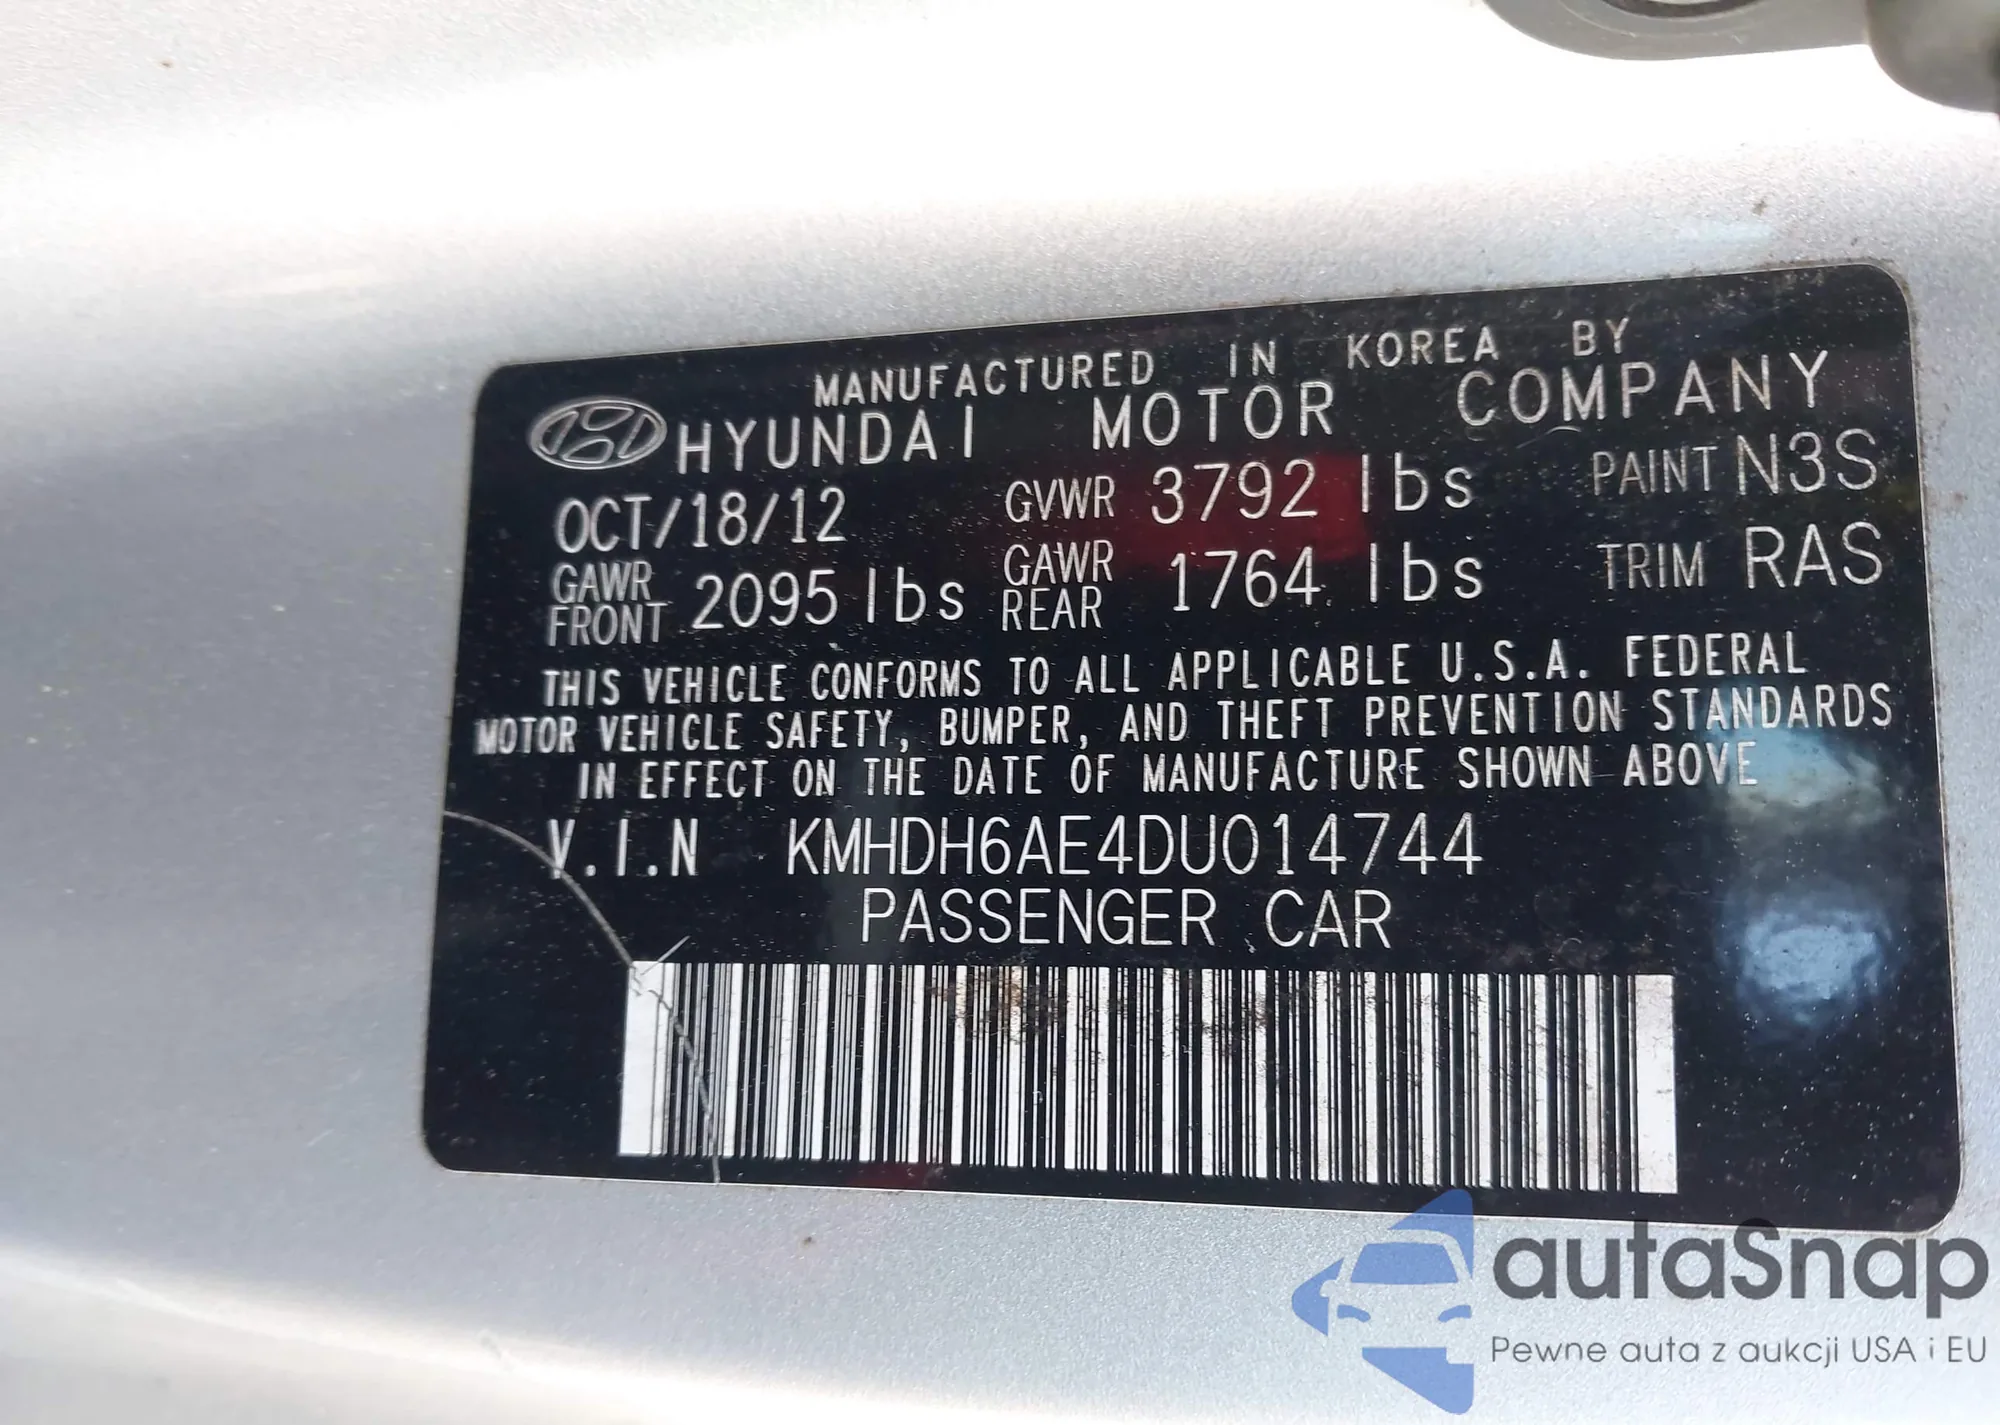 MANUFACTURED IN KOREA BY
HYUNDAI MOTOR COMPANY
OCT/18/12 GVWR 3792 lbs PAINT N3S
GAWR FRONT 2095 lbs GAWR REAR 1764 lbs TRIM RAS
THIS VEHICLE CONFORMS TO ALL APPLICABLE U.S.A. FEDERAL
MOTOR VEHICLE SAFETY, BUMPER, AND THEFT PREVENTION STANDARDS
IN EFFECT ON THE DATE OF MANUFACTURE SHOWN ABOVE
V.I.N KMHDH6AE4DU014744
PASSENGER CAR
autaSnap
Pewne auta z aukcji USA i EU